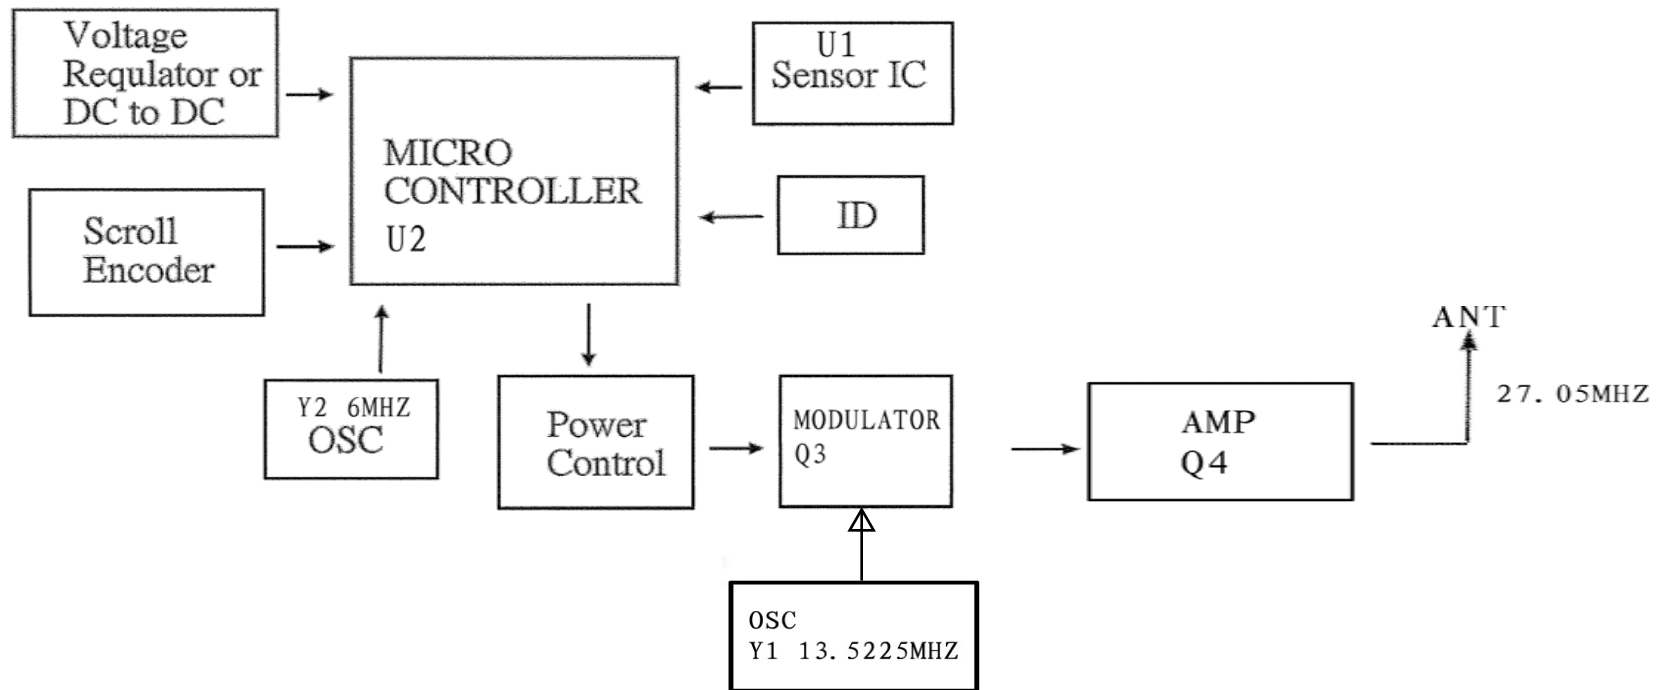 Voltage
Requlator or
DC to DC
U1
Sensor IC
MICRO
CONTROLLER
U2
ID
Scroll
Encoder
ANT
27.05MHZ
Y2 6MHZ
OSC
Power
Control
MODULATOR
Q3
AMP
Q4
OSC
Y1 13.5225MHZ